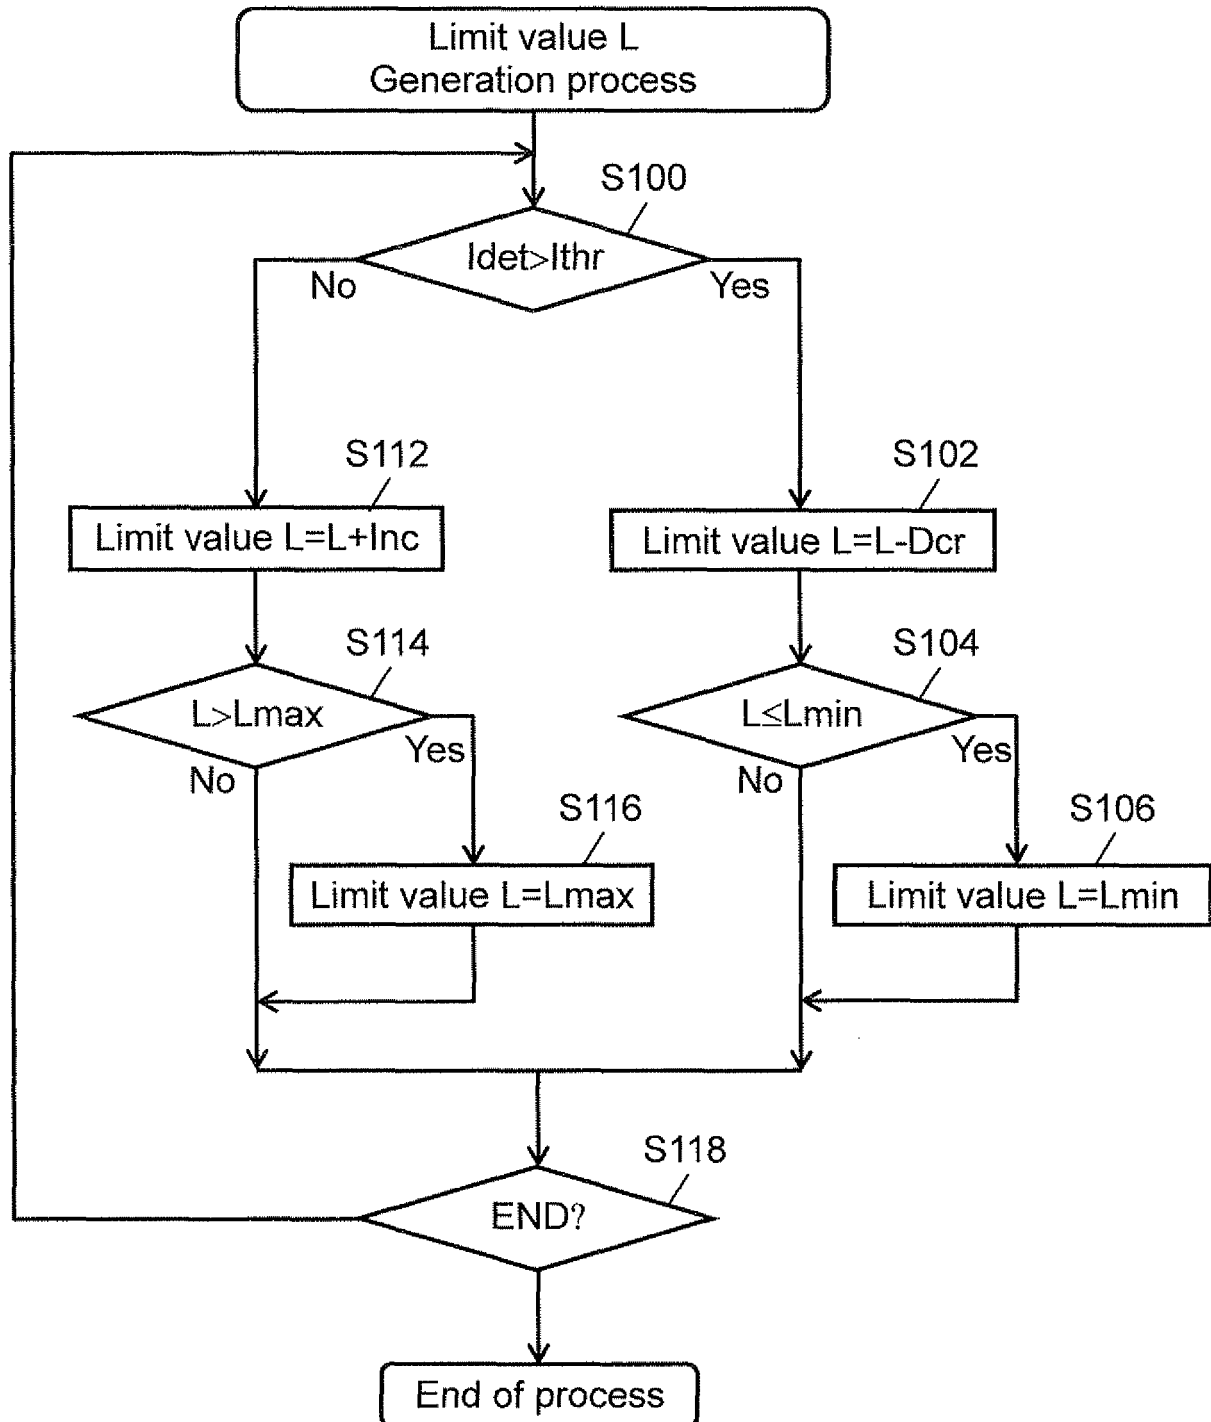 Limit value L
Generation process
S100
Idet>Ithr
No
Yes
S112
S102
Limit value L=L+Inc
Limit value L=L-Dcr
S114
S104
L>Lmax
L≤Lmin
Yes
Yes
No
No
S116
S106
Limit value L=Lmax
Limit value L=Lmin
S118
END?
End of process